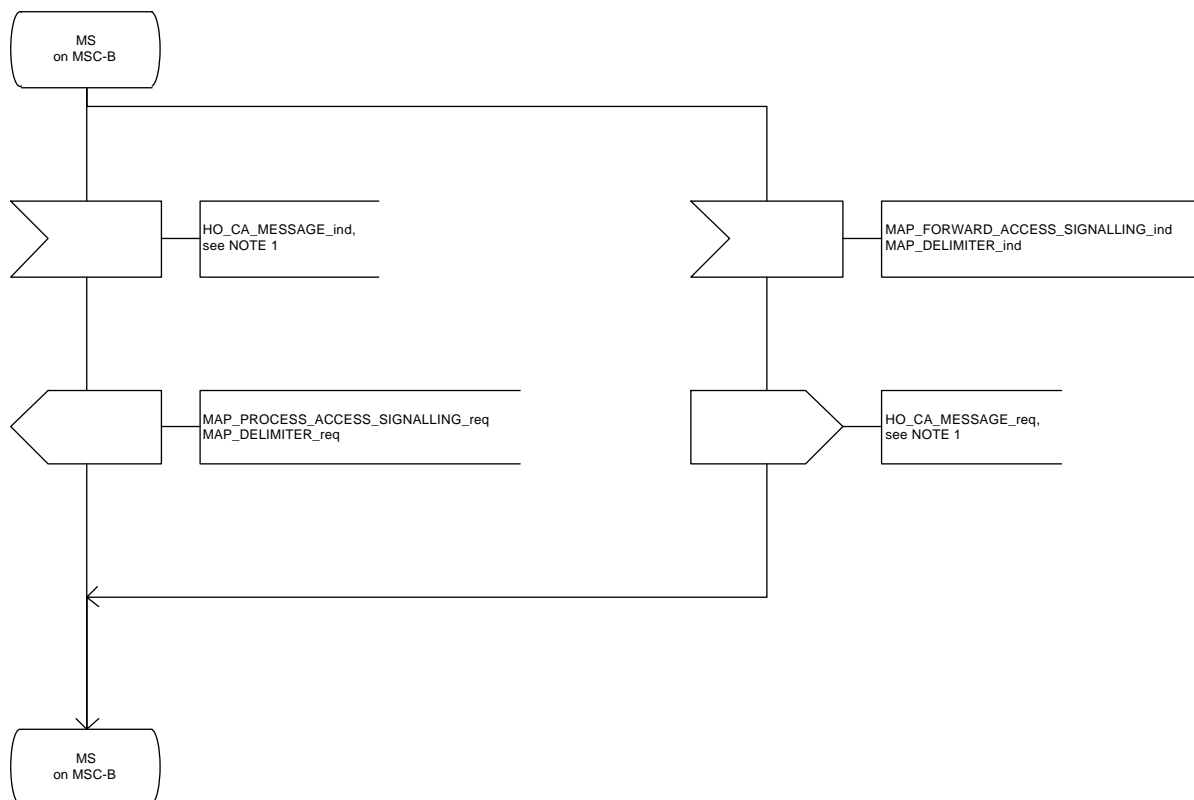 MS
on MSC-B
HO_CA_MESSAGE_ind,
see NOTE 1
MAP_FORWARD_ACCESS_SIGNALLING_ind
MAP_DELIMITER_ind
MAP_PROCESS_ACCESS_SIGNALLING_req
MAP_DELIMITER_req
HO_CA_MESSAGE_req,
see NOTE 1
MS
on MSC-B